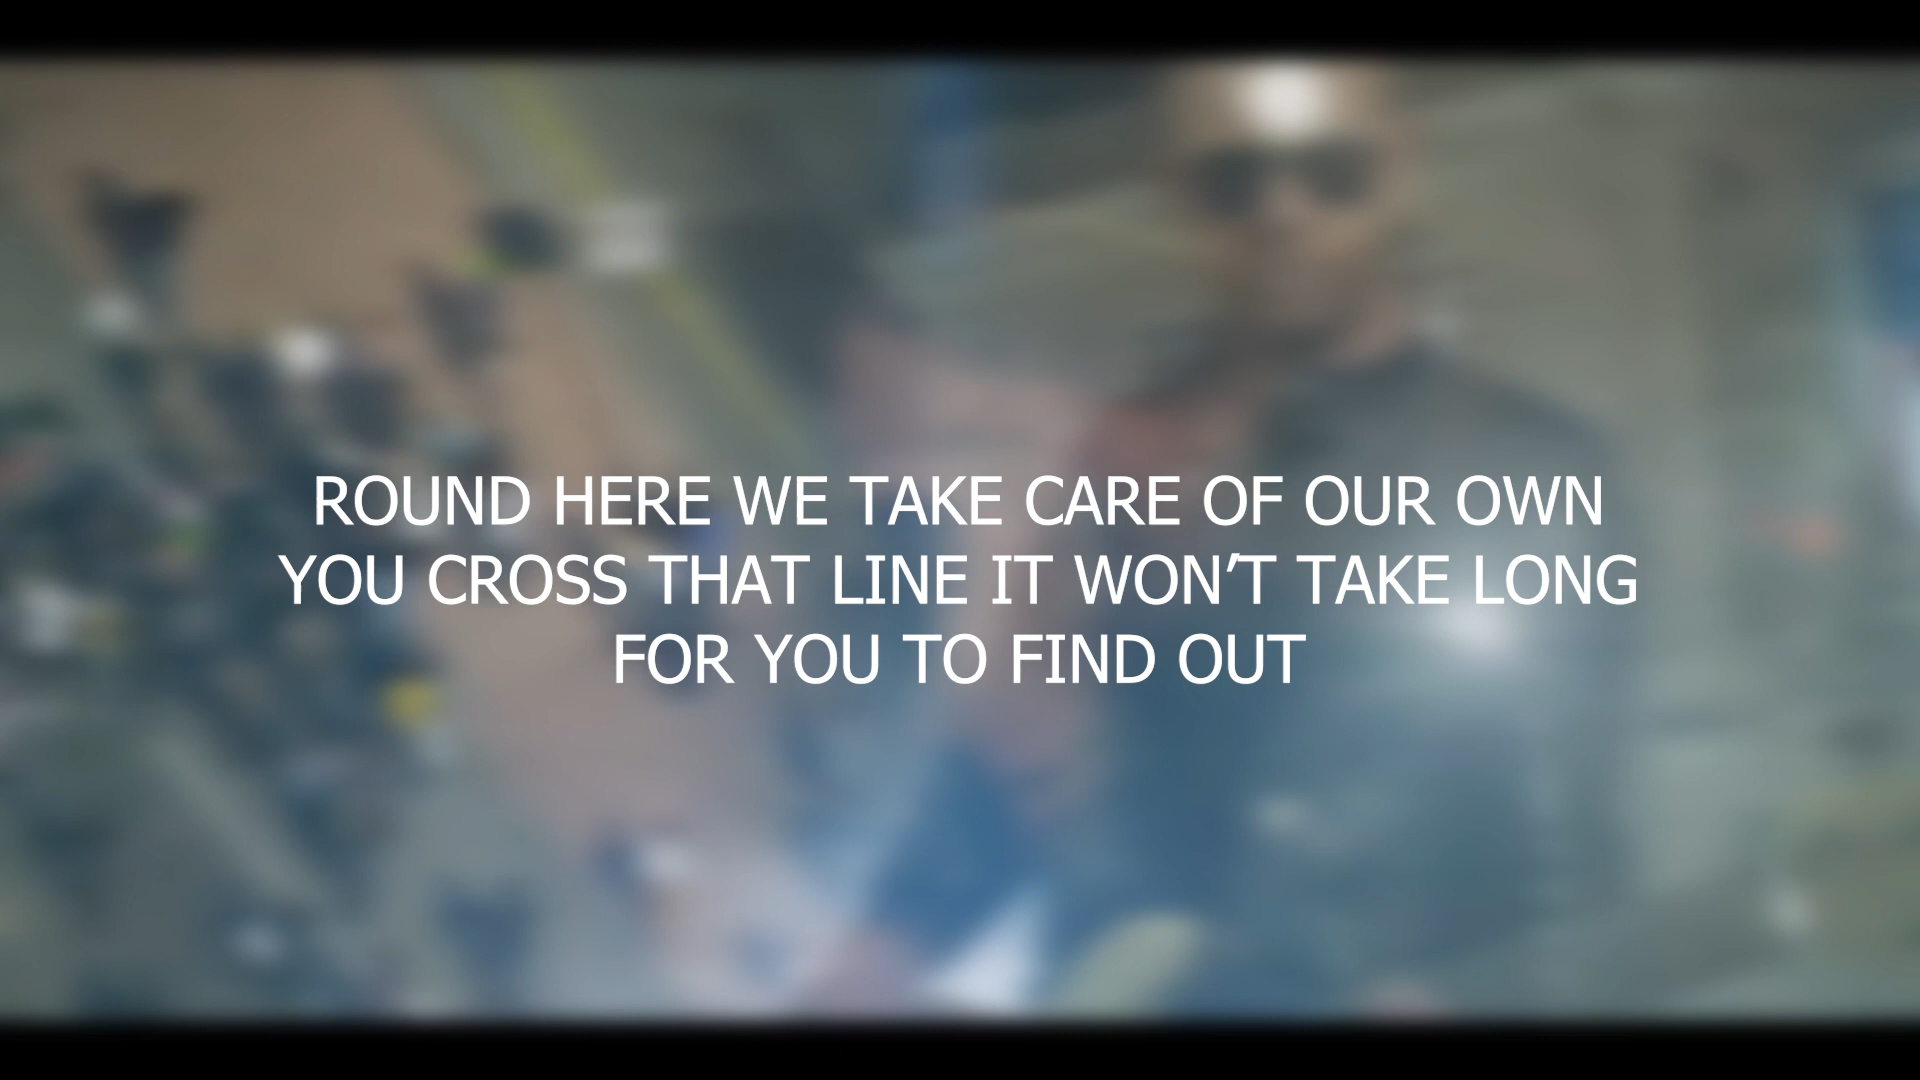 ROUND HERE WE TAKE CARE OF OUR OWN
YOU CROSS THAT LINE IT WON'T TAKE LONG
FOR YOU TO FIND OUT